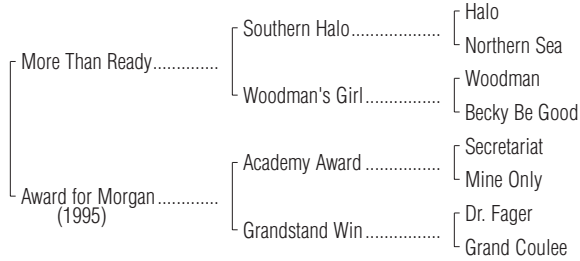 Halo
Southern Halo....................
Northern Sea
More Than Ready..............
Woodman
Woodman's Girl.................
Becky Be Good
Secretariat
Academy Award .................
Mine Only
Award for Morgan .............
(1995)
Dr. Fager
Grandstand Win.................
Grand Coulee